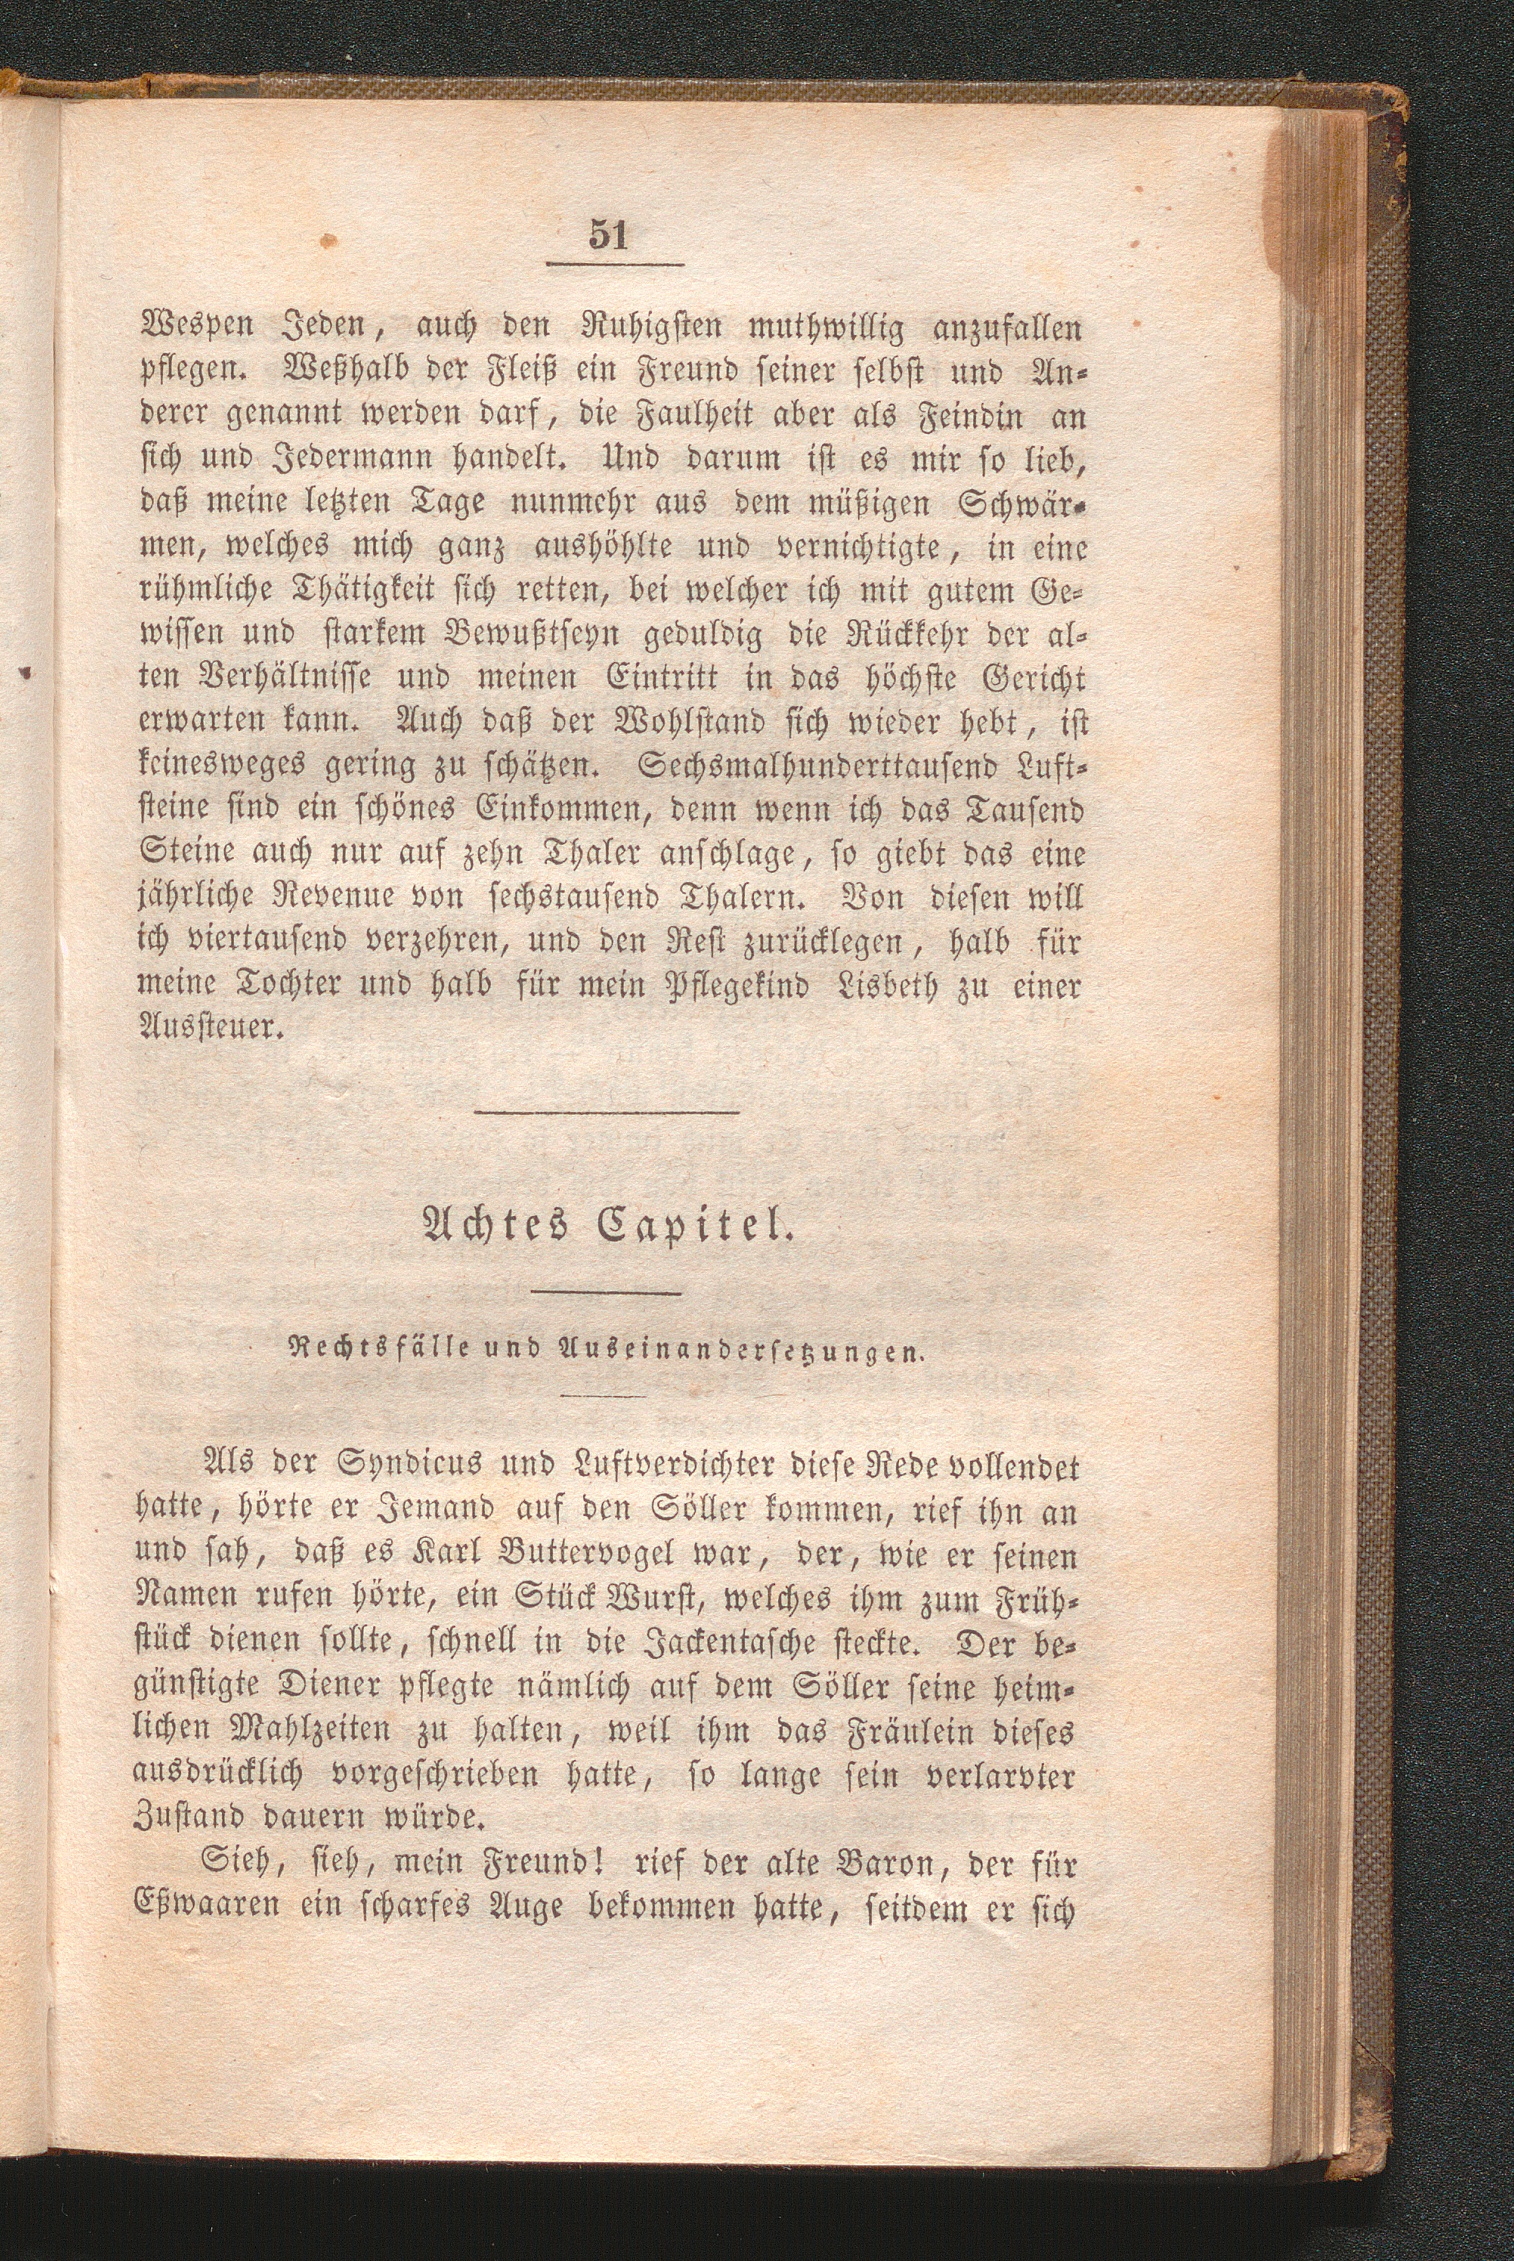 51
Wespen Jeden, auch den Ruhigsten muthwillig anzufallen
pflegen. Weßhalb der Fleiß ein Freund seiner selbst und An-
derer genannt werden darf, die Faulheit aber als Feindin an
sich und Jedermann handelt. Und darum ist es mir so lieb,
daß meine letzten Tage nunmehr aus dem müßigen Schwär-
men, welches mich ganz aushöhlte und vernichtigte, in eine
rühmliche Thätigkeit sich retten, bei welcher ich mit gutem Ge-
wissen und starkem Bewußtseyn geduldig die Rückkehr der al-
ten Verhältnisse und meinen Eintritt in das höchste Gericht
erwarten kann. Auch daß der Wohlstand sich wieder hebt, ist
keinesweges gering zu schätzen. Sechsmalhunderttausend Luft-
steine sind ein schönes Einkommen, denn wenn ich das Tausend
Steine auch nur auf zehn Thaler anschlage, so giebt das eine
jährliche Revenue von sechstausend Thalern. Von diesen will
ich viertausend verzehren, und den Rest zurücklegen, halb für
meine Tochter und halb für mein Pflegekind Lisbeth zu einer
Aussteuer.
Achtes Capitel.
Rechtsfälle und Auseinandersetzungen.
Als der Syndicus und Luftverdichter diese Rede vollendet
hatte, hörte er Jemand auf den Söller kommen, rief ihn an
und sah, daß es Karl Buttervogel war, der, wie er seinen
Namen rufen hörte, ein Stück Wurst, welches ihm zum Früh-
stück dienen sollte, schnell in die Jackentasche steckte. Der be-
günstigte Diener pflegte nämlich auf dem Söller seine heim-
lichen Mahlzeiten zu halten, weil ihm das Fräulein dieses
ausdrücklich vorgeschrieben hatte, so lange sein verlarvter
Zustand dauern würde.
Sieh, sieh, mein Freund! rief der alte Baron, der für
Eßwaaren ein scharfes Auge bekommen hatte, seitdem er sich